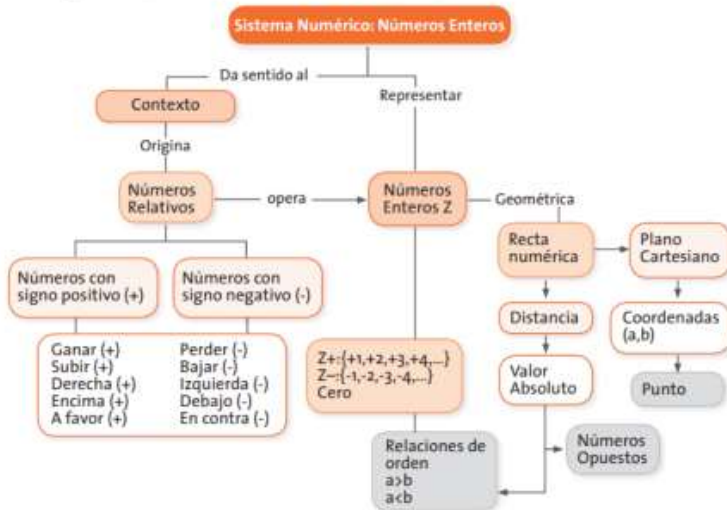 Sistema Numérico: Números Enteros
Da sentido al
Representar
Contexto
Origina
Números
Relativos
opera
Números
Enteros Z
Geométrica
Recta
numérica
Plano
Cartesiano
Números con
signo positivo (+)
Números con
signo negativo (-)
Distancia
Coordenadas
(a,b)
Ganar (+)
Subir (+)
Derecha (+)
Encima (+)
A favor (+)
Perder (-)
Bajar (-)
Izquierda (-)
Debajo (-)
En contra (-)
Z+:{+1,+2,+3,+4,...}
Z–:{-1,-2,-3,-4,...}
Cero
Valor
Absoluto
Punto
Relaciones de
orden
a>b
a<b
Números
Opuestos